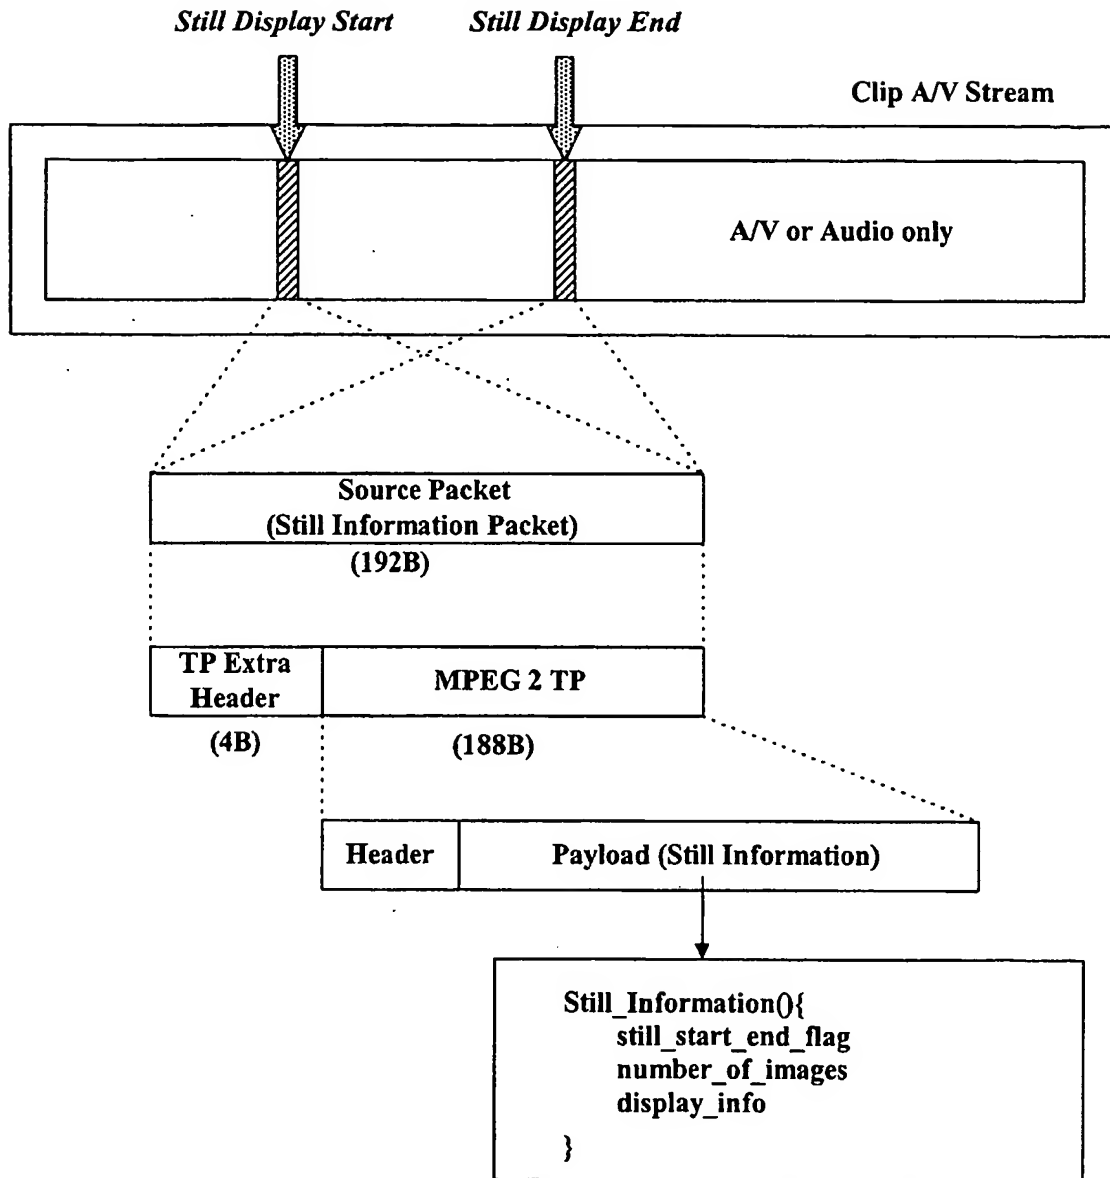 Still Display Start
Still Display End
Clip A/V Stream
A/V or Audio only
Source Packet
(Still Information Packet)
(192B)
TP Extra
Header
MPEG 2 TP
(4B)
(188B)
Header
Payload (Still Information)
Still_Information(){
still_start_end_flag
number_of_images
display_info
}